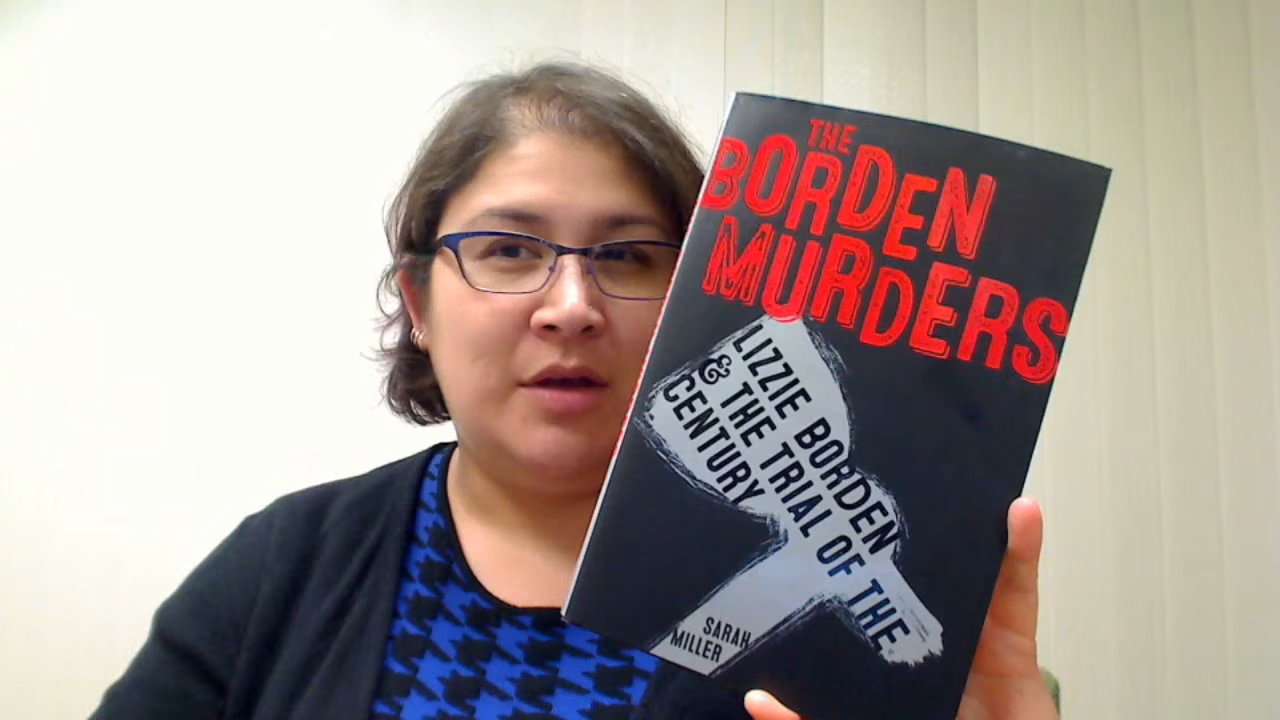 THE
BORDEN
MURDERS
LIZZIE BORDEN
& THE TRIAL OF THE
CENTURY
SARAH
MILLER